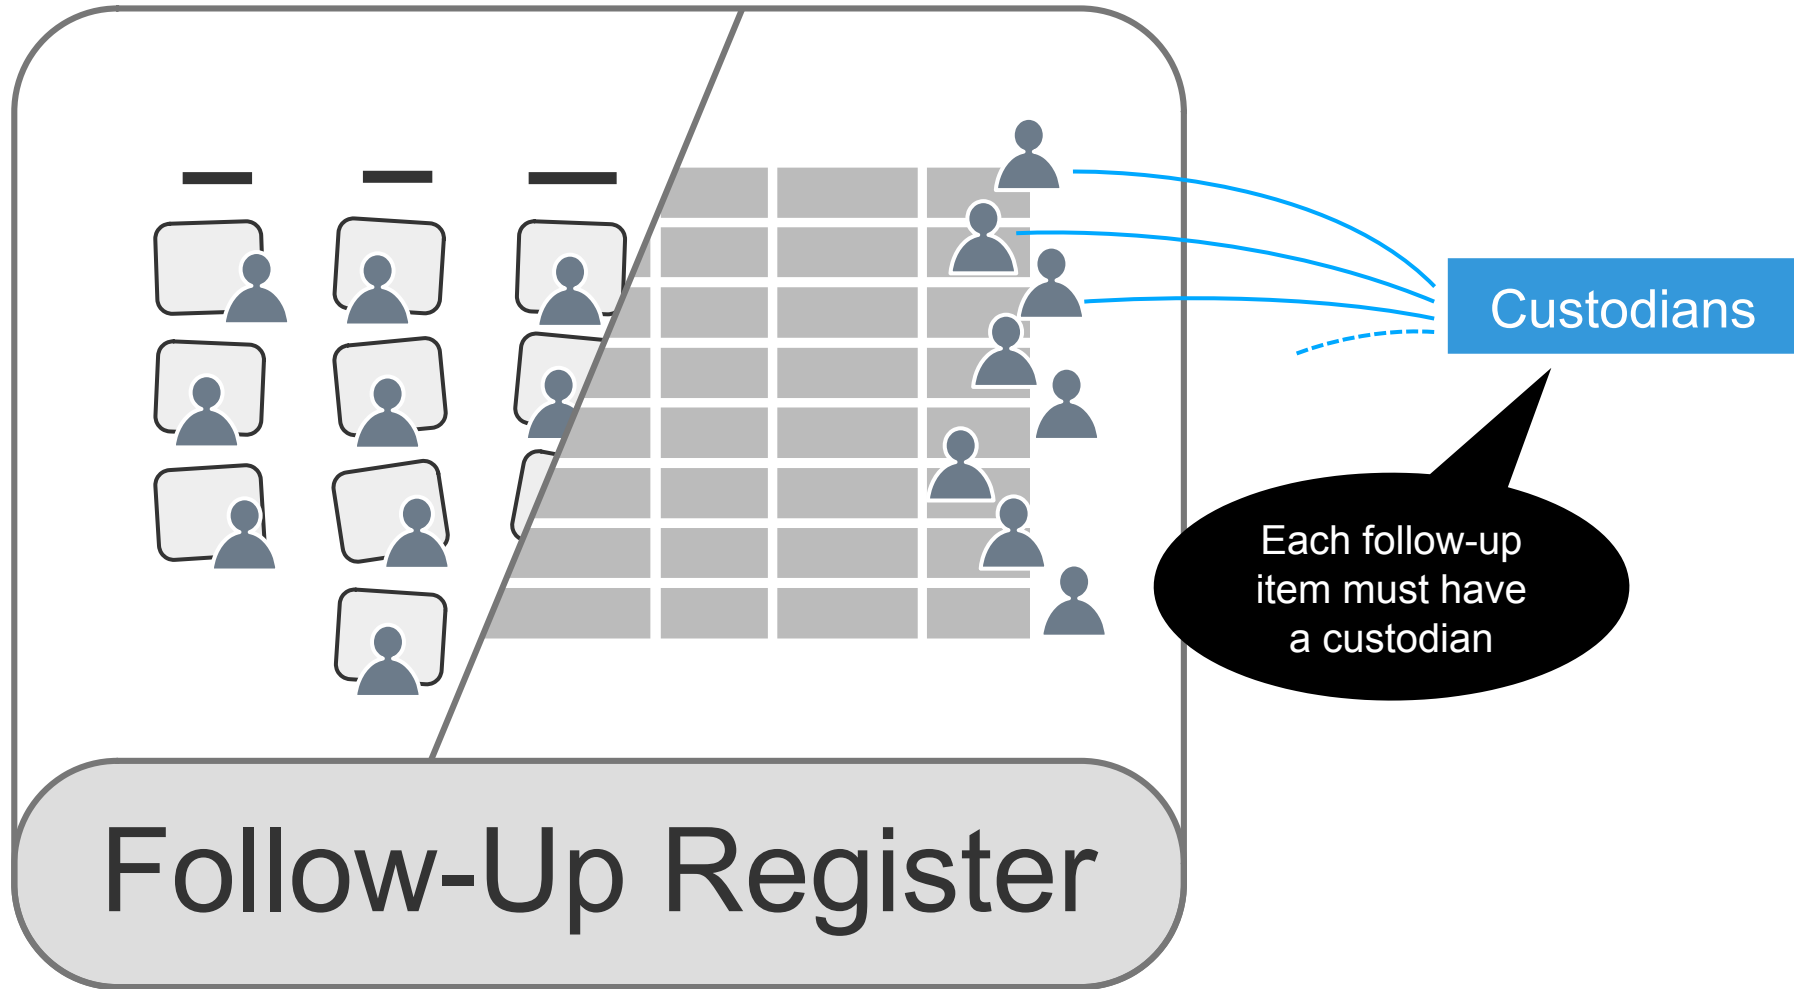 Custodians
Each follow-up
item must have
a custodian
Follow-Up Register